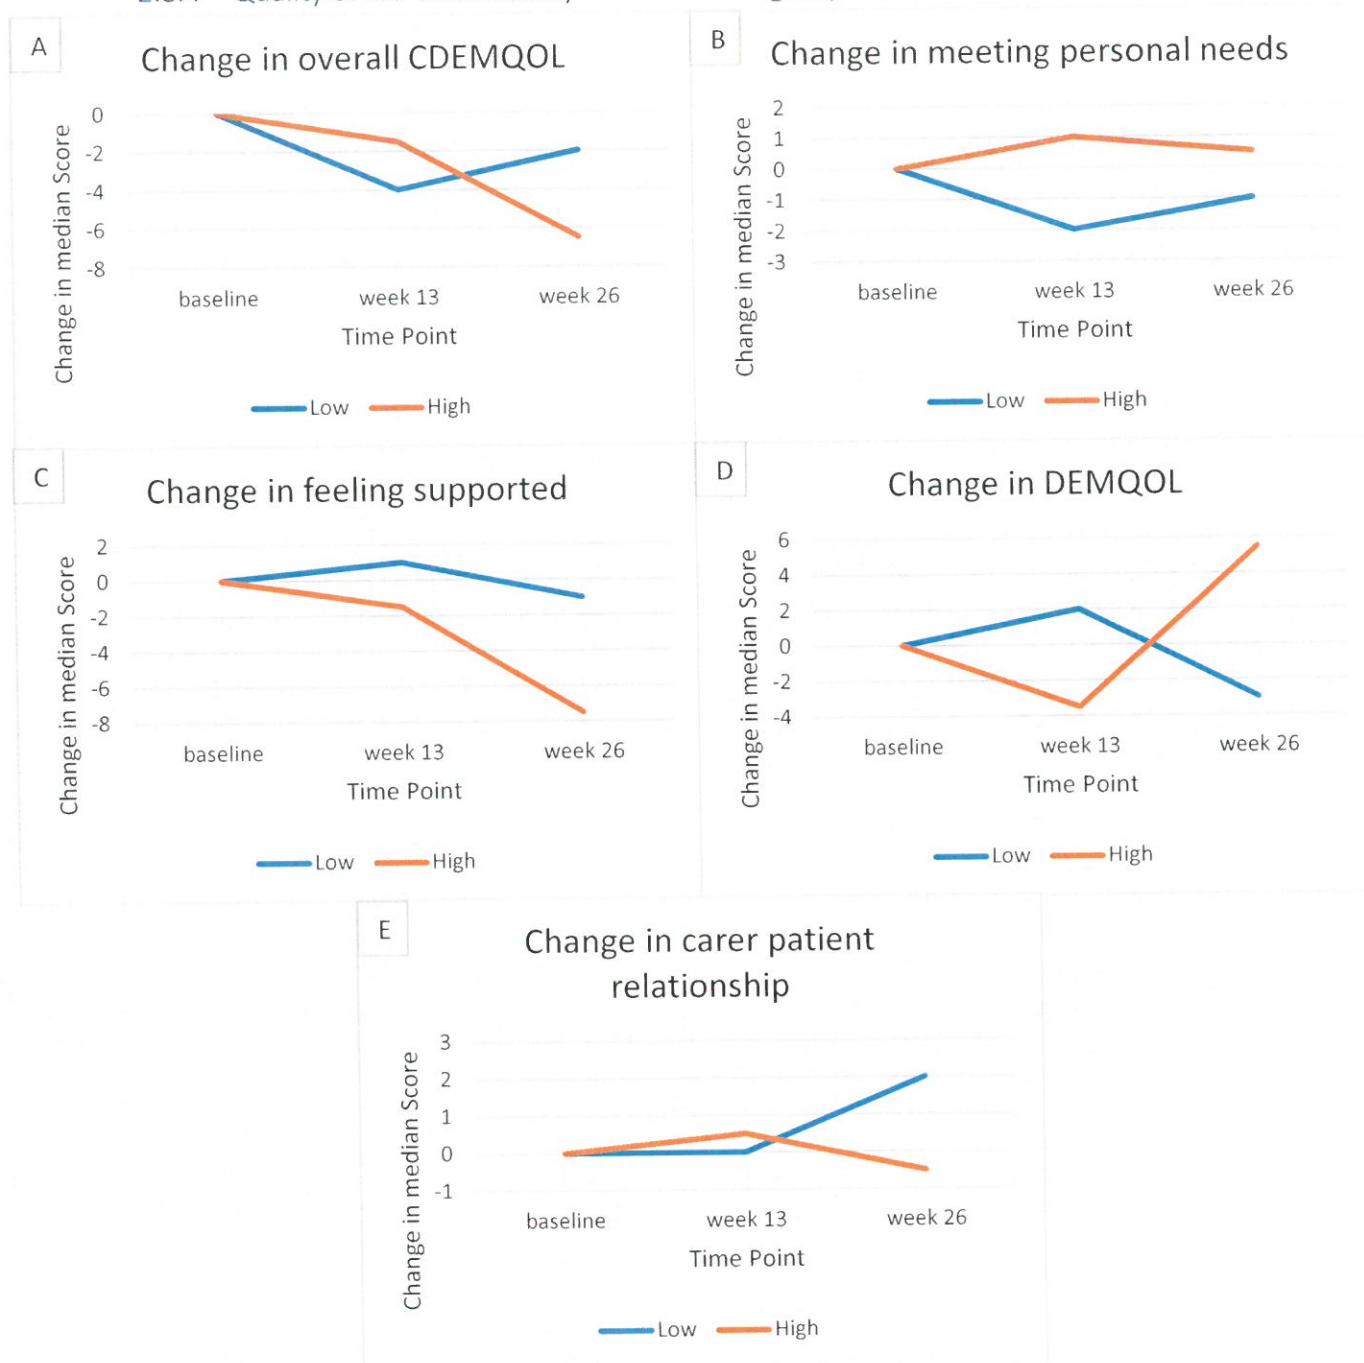 A
Change in overall CDEMQOL
0
-2
-4
-6
-8
Change in median Score
baseline
week 13
week 26
Time Point
Low
High
B
Change in meeting personal needs
2
1
0
-1
-2
-3
Change in median Score
baseline
week 13
week 26
Time Point
Low
High
C
Change in feeling supported
2
0
-2
-4
-6
-8
Change in median Score
baseline
week 13
week 26
Time Point
Low
High
D
Change in DEMQOL
6
4
2
0
-2
-4
Change in median Score
baseline
week 13
week 26
Time Point
Low
High
E
Change in carer patient
relationship
3
2
1
0
-1
Change in median Score
baseline
week 13
week 26
Time Point
Low
High